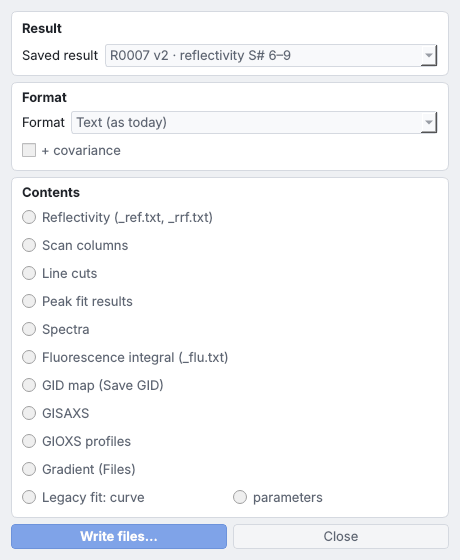 Result
Saved result R0007 v2 · reflectivity S# 6–9
Format
Format Text (as today)
+ covariance
Contents
Reflectivity (_ref.txt, _rrf.txt)
Scan columns
Line cuts
Peak fit results
Spectra
Fluorescence integral (_flu.txt)
GID map (Save GID)
GISAXS
GIOXS profiles
Gradient (Files)
Legacy fit: curve parameters
Write files... Close